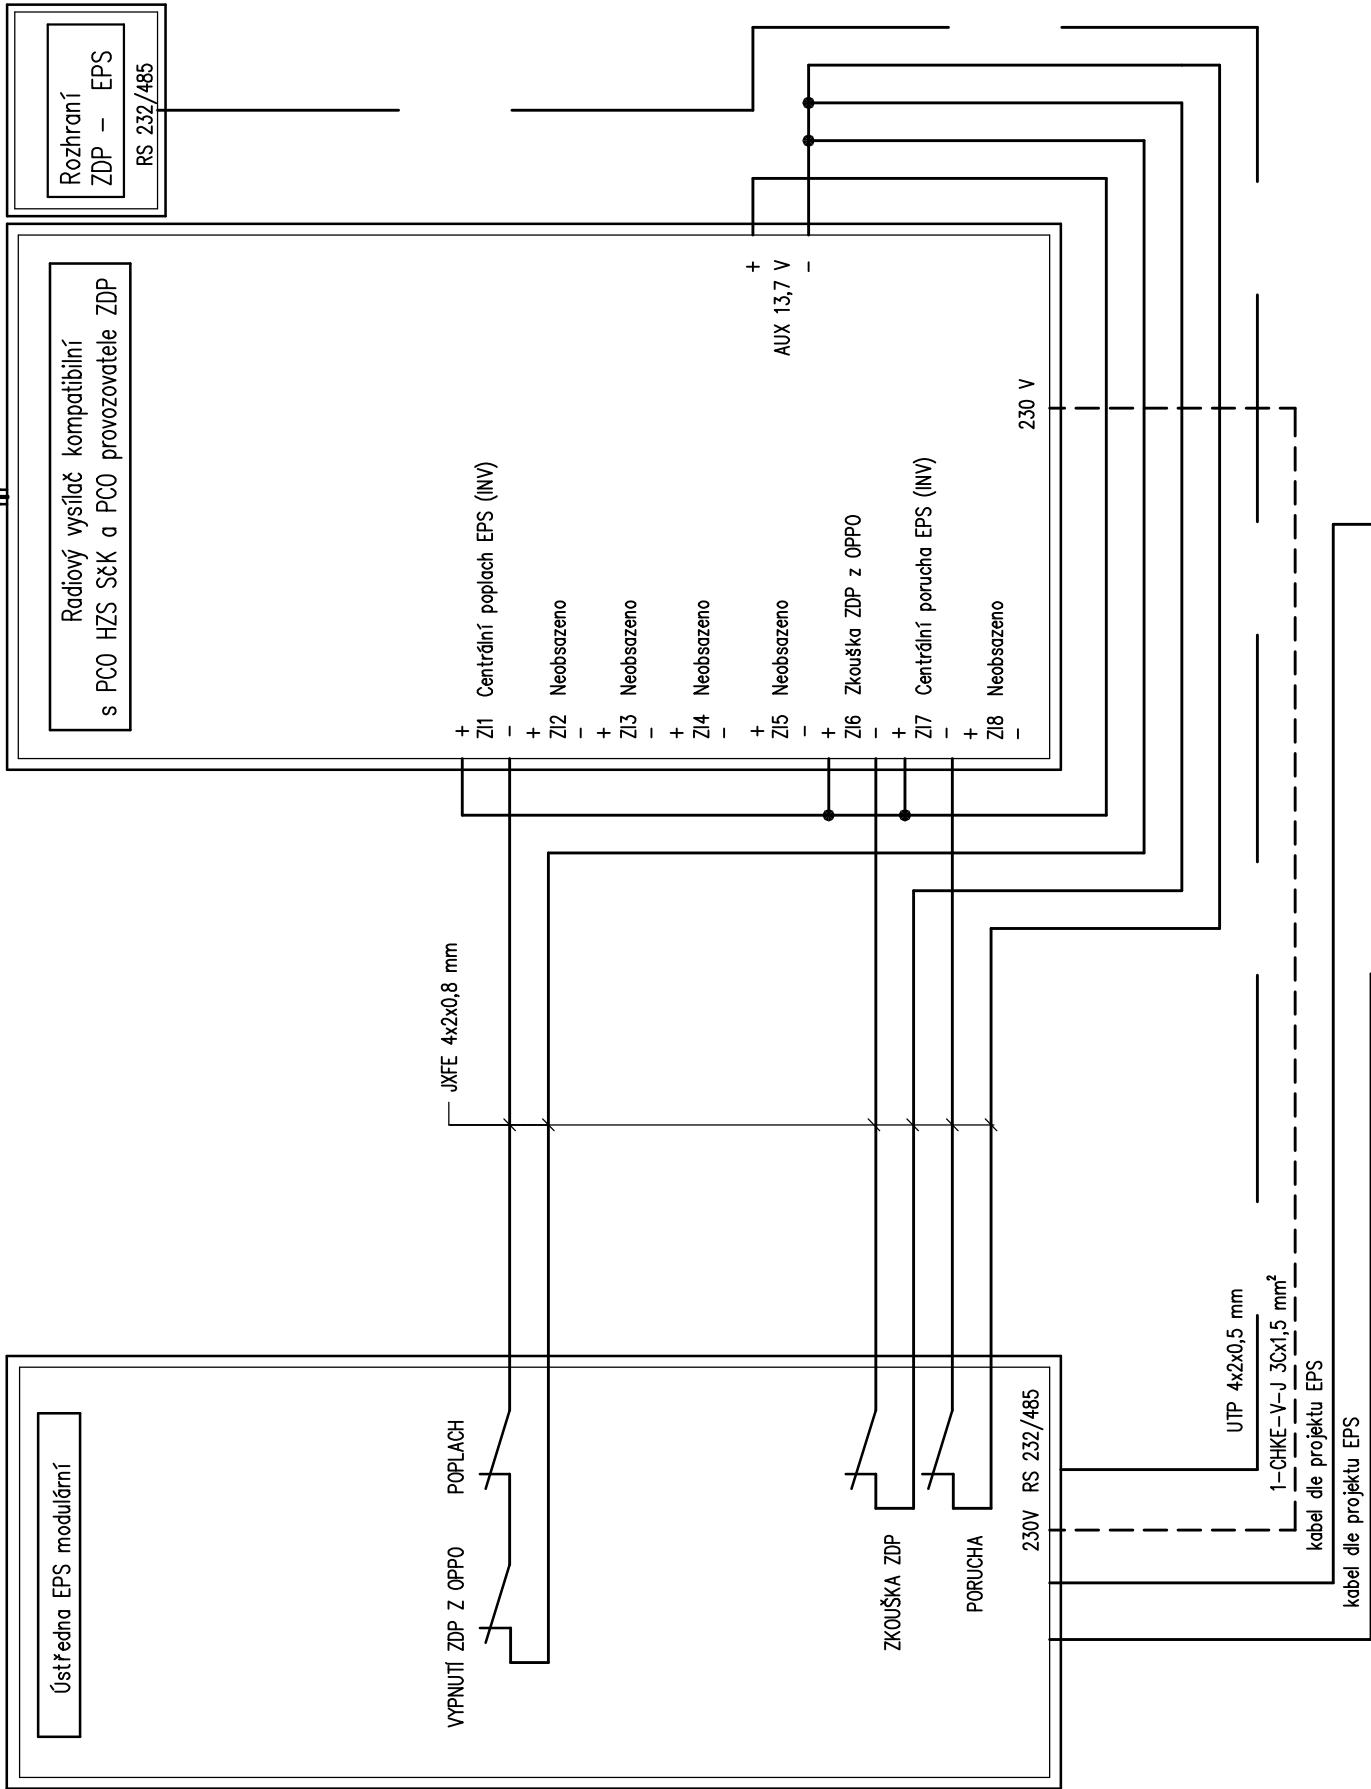 Rozhraní
ZDP – EPS
RS 232/485
Radiový vysílač kompatibilní
s PCO HZS SčK a PCO provozovatele ZDP
+
ZI1 Centrální poplach EPS (INV)
–
+
ZI2 Neobsazeno
–
+
ZI3 Neobsazeno
–
+
ZI4 Neobsazeno
–
+
ZI5 Neobsazeno
–
+
ZI6 Zkouška ZDP z OPPO
–
+
ZI7 Centrální porucha EPS (INV)
–
+
ZI8 Neobsazeno
–
+
AUX 13,7 V
–
230 V
JXFE 4x2x0,8 mm
Ústředna EPS modulární
VYPNUTÍ ZDP Z OPPO
POPLACH
ZKOUŠKA ZDP
PORUCHA
230V RS 232/485
UTP 4x2x0,5 mm
1–CHKE–V–J 3Cx1,5 mm²
kabel dle projektu EPS
kabel dle projektu EPS